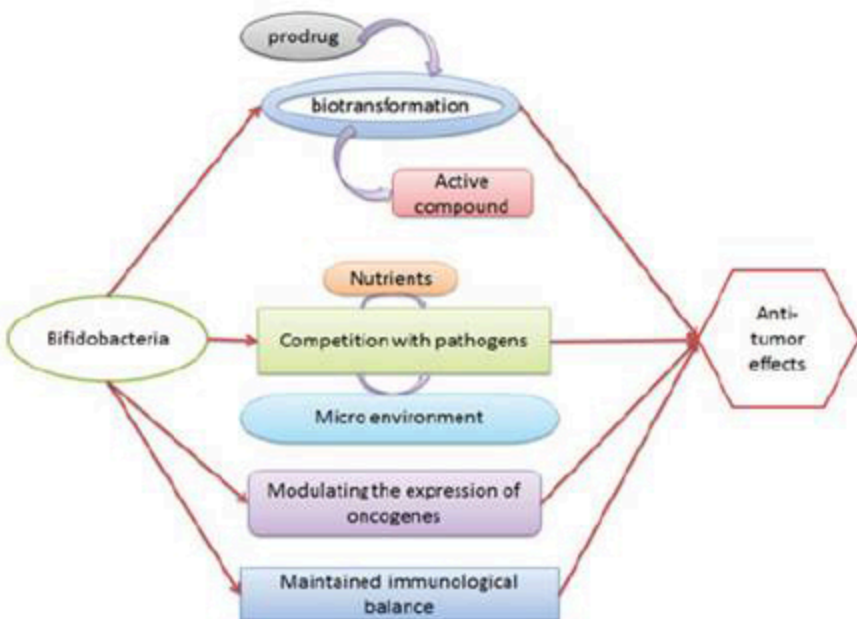 prodrug
biotransformation
Active
compound
Nutrients
Bifidobacteria
Competition with pathogens
Anti-
tumor
effects
Micro environment
Modulating the expression of
oncogenes
Maintained immunological
balance